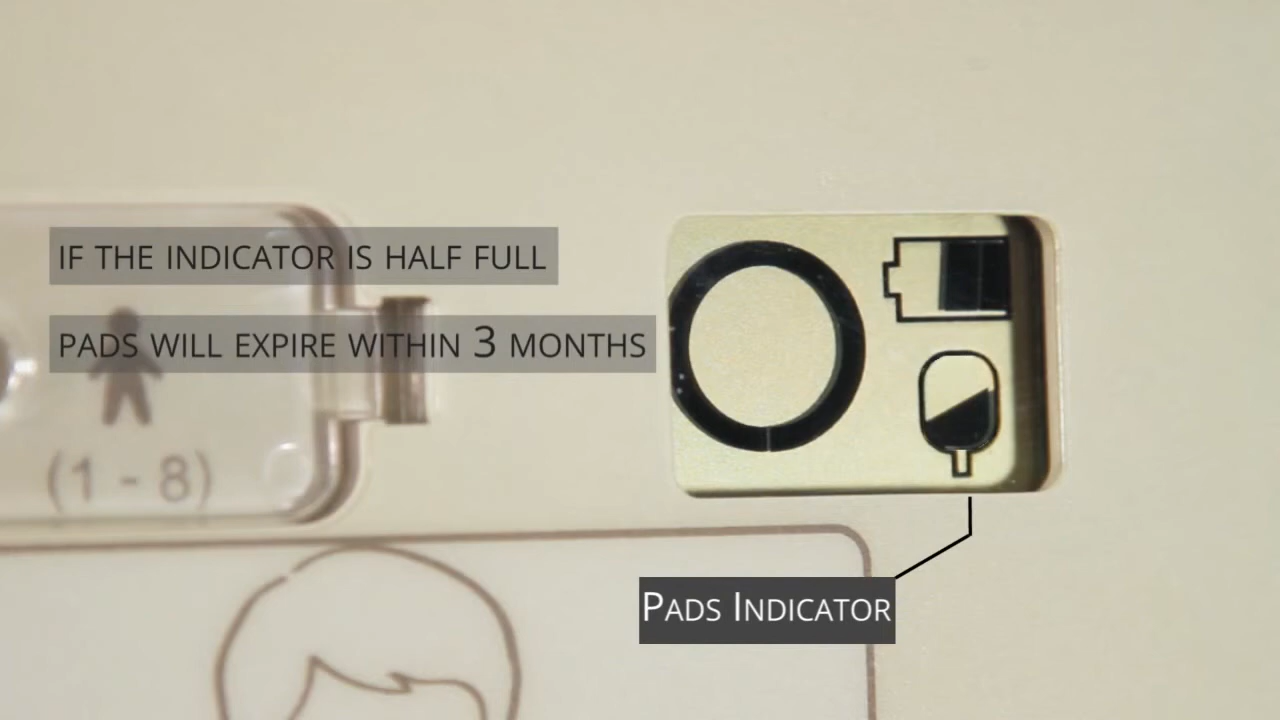 IF THE INDICATOR IS HALF FULL
PADS WILL EXPIRE WITHIN 3 MONTHS
(1 - 8)
PADS INDICATOR